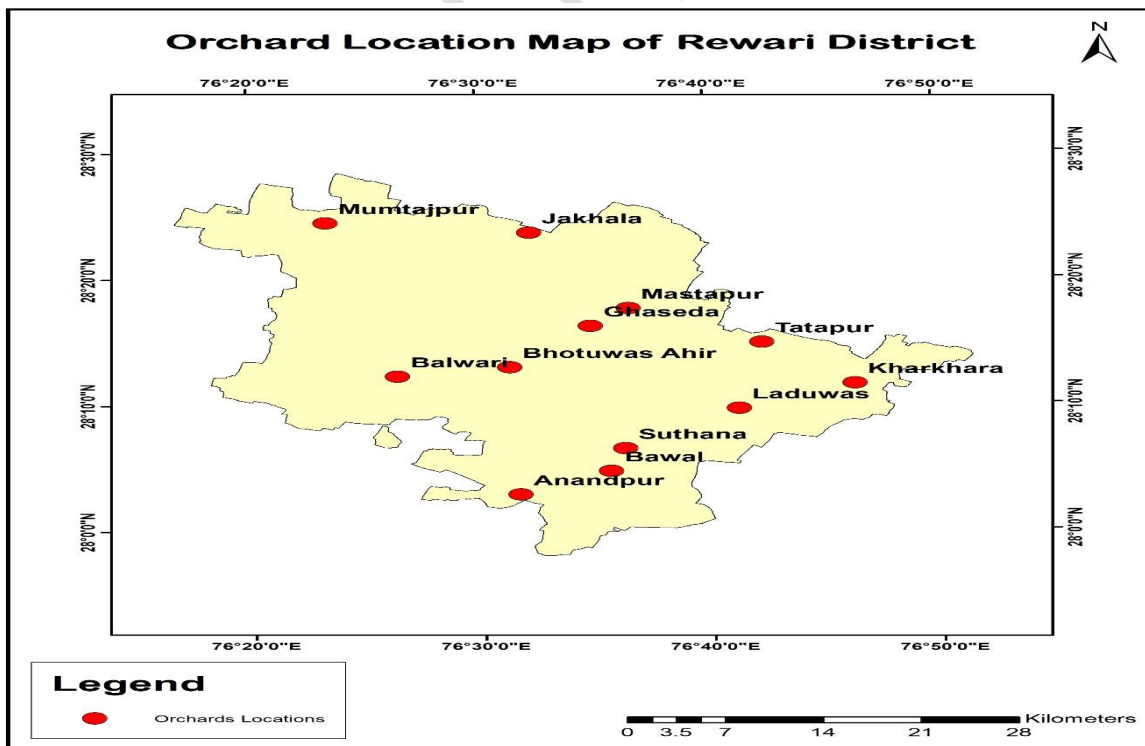 Orchard Location Map of Rewari District
N
76°20'0"E 76°30'0"E 76°40'0"E 76°50'0"E
28°30'0"N
28°30'0"N
Mumtajpur
Jakhala
28°20'0"N
28°20'0"N
Mastapur
Ghaseda
Tatapur
Bhotuwas Ahir
Balwari
Kharkhara
Laduwas
28°10'0"N
28°10'0"N
Suthana
Bawal
Anandpur
28°0'0"N
28°0'0"N
76°20'0"E 76°30'0"E 76°40'0"E 76°50'0"E
Legend
Orchards Locations
Kilometers
0 3.5 7 14 21 28